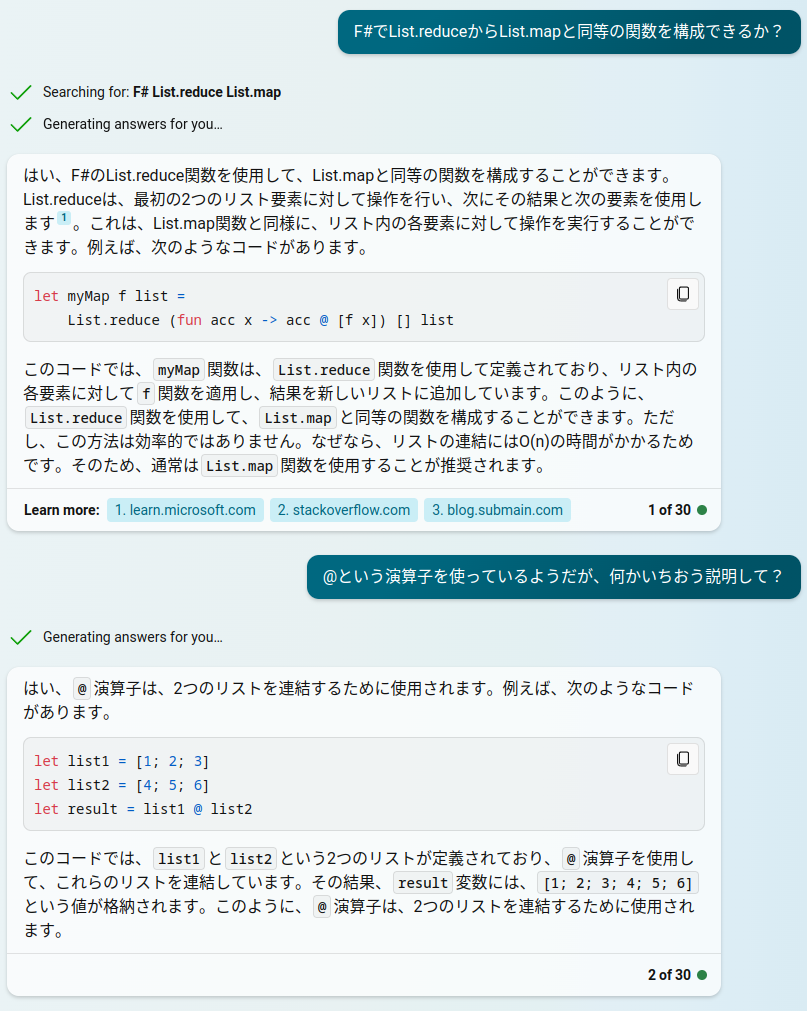 F#でList.reduceからList.mapと同等の関数を構成できるか？
Searching for: F# List.reduce List.map
Generating answers for you…
はい、F#のList.reduce関数を使用して、List.mapと同等の関数を構成することができます。
List.reduceは、最初の2つのリスト要素に対して操作を行い、次にその結果と次の要素を使用し
ます 1 。これは、List.map関数と同様に、リスト内の各要素に対して操作を実行することがで
きます。例えば、次のようなコードがあります。
let myMap f list =
    List.reduce (fun acc x -> acc @ [f x]) [] list
このコードでは、 myMap 関数は、 List.reduce 関数を使用して定義されており、リスト内の
各要素に対して f 関数を適用し、結果を新しいリストに追加しています。このように、
List.reduce 関数を使用して、 List.map と同等の関数を構成することができます。ただ
し、この方法は効率的ではありません。なぜなら、リストの連結にはO(n)の時間がかかるため
です。そのため、通常は List.map 関数を使用することが推奨されます。
Learn more: 1. learn.microsoft.com 2. stackoverflow.com 3. blog.submain.com 1 of 30
@という演算子を使っているようだが、何かいちおう説明して？
Generating answers for you…
はい、 @ 演算子は、2つのリストを連結するために使用されます。例えば、次のようなコード
があります。
let list1 = [1; 2; 3]
let list2 = [4; 5; 6]
let result = list1 @ list2
このコードでは、 list1 と list2 という2つのリストが定義されており、 @ 演算子を使用し
て、これらのリストを連結しています。その結果、 result 変数には、 [1; 2; 3; 4; 5; 6]
という値が格納されます。このように、 @ 演算子は、2つのリストを連結するために使用され
ます。
2 of 30